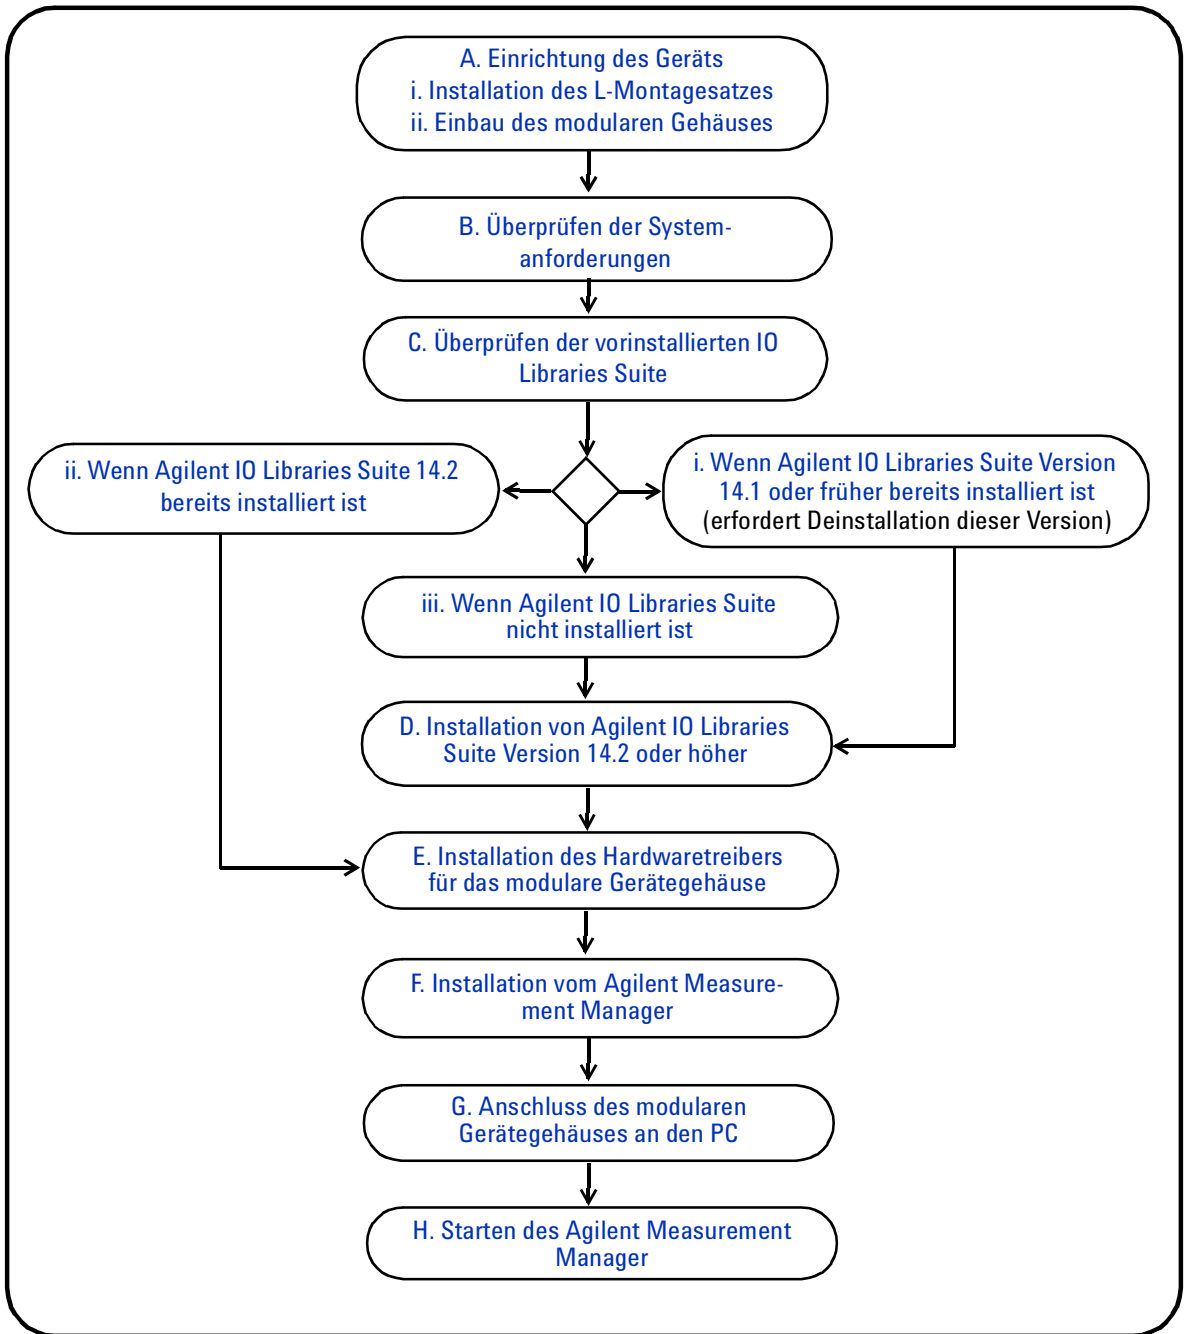 A. Einrichtung des Geräts
i. Installation des L-Montagesatzes
ii. Einbau des modularen Gehäuses
B. Überprüfen der System-
anforderungen
C. Überprüfen der vorinstallierten IO
Libraries Suite
ii. Wenn Agilent IO Libraries Suite 14.2
bereits installiert ist
i. Wenn Agilent IO Libraries Suite Version
14.1 oder früher bereits installiert ist
(erfordert Deinstallation dieser Version)
iii. Wenn Agilent IO Libraries Suite
nicht installiert ist
D. Installation von Agilent IO Libraries
Suite Version 14.2 oder höher
E. Installation des Hardwaretreibers
für das modulare Gerätegehäuse
F. Installation vom Agilent Measure-
ment Manager
G. Anschluss des modularen
Gerätegehäuses an den PC
H. Starten des Agilent Measurement
Manager